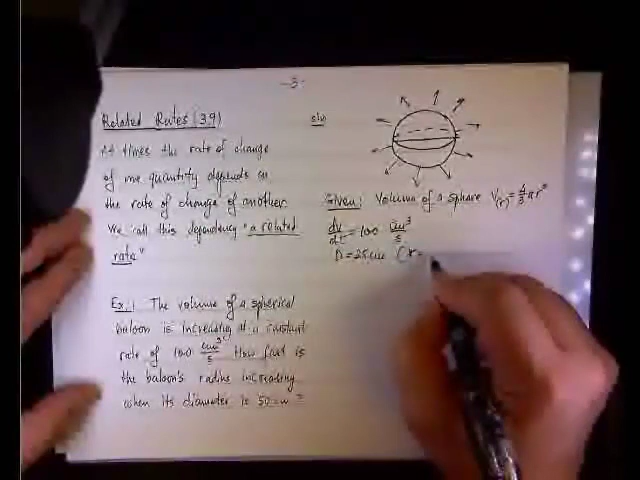 -3-
Related Rates (3.9)
At times the rate of change
of one quantity depends on
the rate of change of another.
We call this dependency "a related
rate"
Ex. 1 The volume of a spherical
baloon is increasing at a constant
rate of 100 cm³/s How fast is
the baloon's radius increasing
when its diameter is 50 cm ?
sln
Given: Volume of a sphere V(r) = 4/3 πr³
dV/dt = 100 cm³/s
D = 25 cm (r =